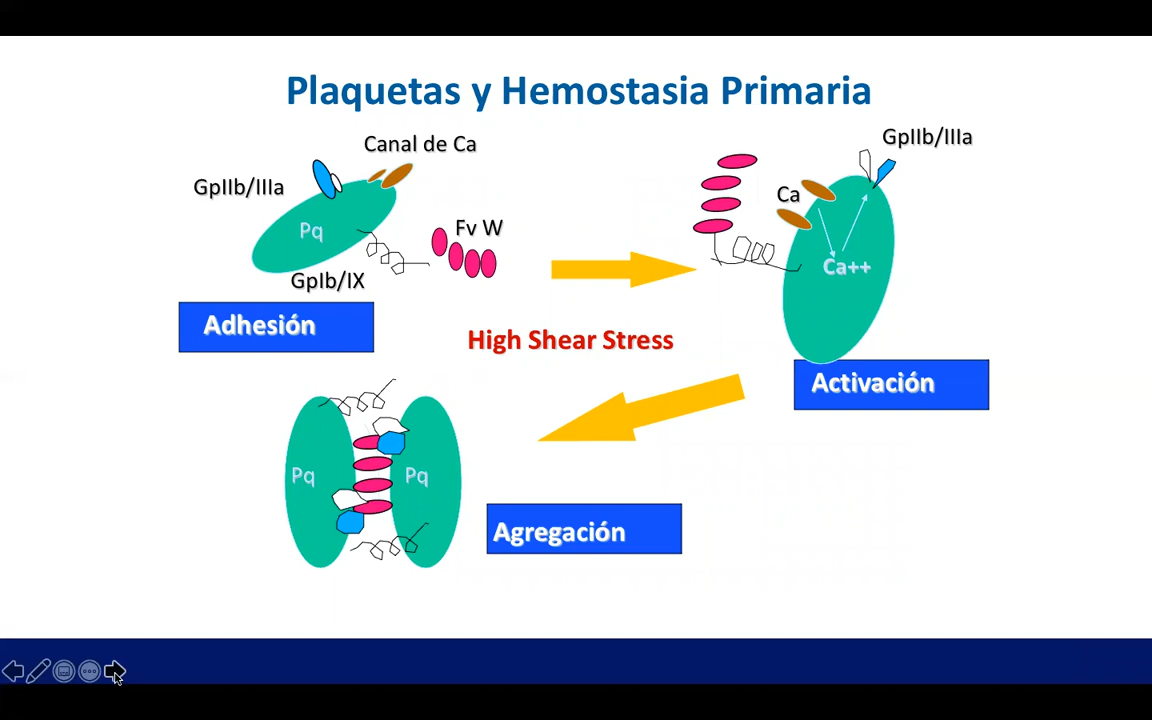 Plaquetas y Hemostasia Primaria
Canal de Ca
GpIIb/IIIa
Pq
Fv W
GpIb/IX
Adhesión
GpIIb/IIIa
Ca
Ca++
Activación
High Shear Stress
Pq
Pq
Agregación